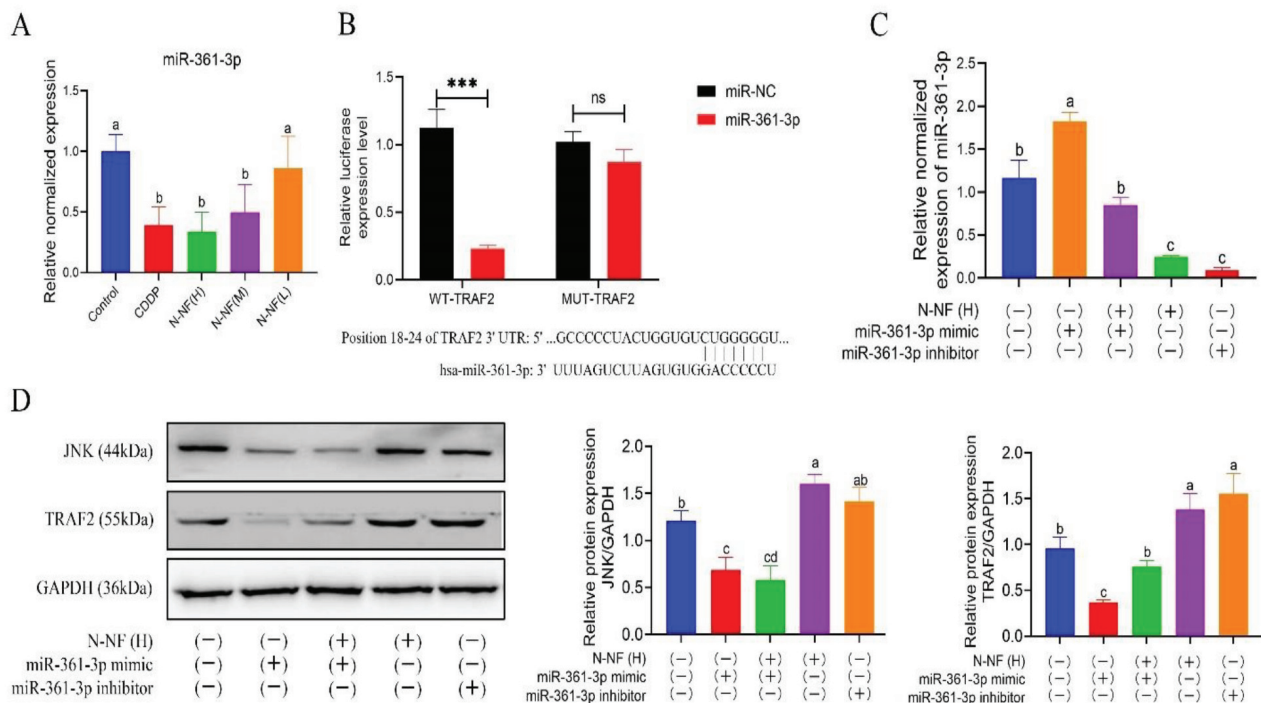 A
miR-361-3p
Relative normalized expression
1.5
1.0
0.5
0.0
a
b
b
b
a
Control
CDDP
N-NF(H)
N-NF(M)
N-NF(L)
B
Relative luciferase
expression level
1.5
1.0
0.5
0.0
***
ns
miR-NC
miR-361-3p
WT-TRAF2
MUT-TRAF2
Position 18-24 of TRAF2 3' UTR: 5' ...GCCCCCUACUGGUGUCUGGGGGU...
hsa-miR-361-3p: 3' UUUAGUCUUAGUGUGGACCCCCU
C
Relative normalized
expression of miR-361-3p
2.5
2.0
1.5
1.0
0.5
0.0
b
a
b
c
c
N-NF (H) (−) (−) (+) (+) (−)
miR-361-3p mimic (−) (+) (+) (−) (−)
miR-361-3p inhibitor (−) (−) (−) (−) (+)
D
JNK (44kDa)
TRAF2 (55kDa)
GAPDH (36kDa)
N-NF (H) (−) (−) (+) (+) (−)
miR-361-3p mimic (−) (+) (+) (−) (−)
miR-361-3p inhibitor (−) (−) (−) (−) (+)
Relative protein expression
JNK/GAPDH
2.0
1.5
1.0
0.5
0.0
b
c
cd
a
ab
N-NF (H) (−) (−) (+) (+) (−)
miR-361-3p mimic (−) (+) (+) (−) (−)
miR-361-3p inhibitor (−) (−) (−) (−) (+)
Relative protein expression
TRAF2/GAPDH
2.0
1.5
1.0
0.5
0.0
b
c
b
a
a
N-NF (H) (−) (−) (+) (+) (−)
miR-361-3p mimic (−) (+) (+) (−) (−)
miR-361-3p inhibitor (−) (−) (−) (−) (+)